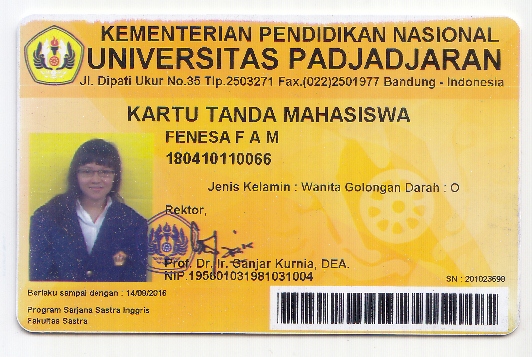 KEMENTERIAN PENDIDIKAN NASIONAL
UNIVERSITAS PADJADJARAN
Jl. Dipati Ukur No.35 Tlp.2503271 Fax.(022)2501977 Bandung - Indonesia
KARTU TANDA MAHASISWA
FENESA F A M
180410110066
Jenis Kelamin : Wanita Golongan Darah : O
Rektor,
Prof. Dr. Ir. Ganjar Kurnia, DEA.
NIP.195601031981031004
SN : 201023690
Berlaku sampai dengan : 14/09/2016
Program Sarjana Sastra Inggris
Fakultas Sastra